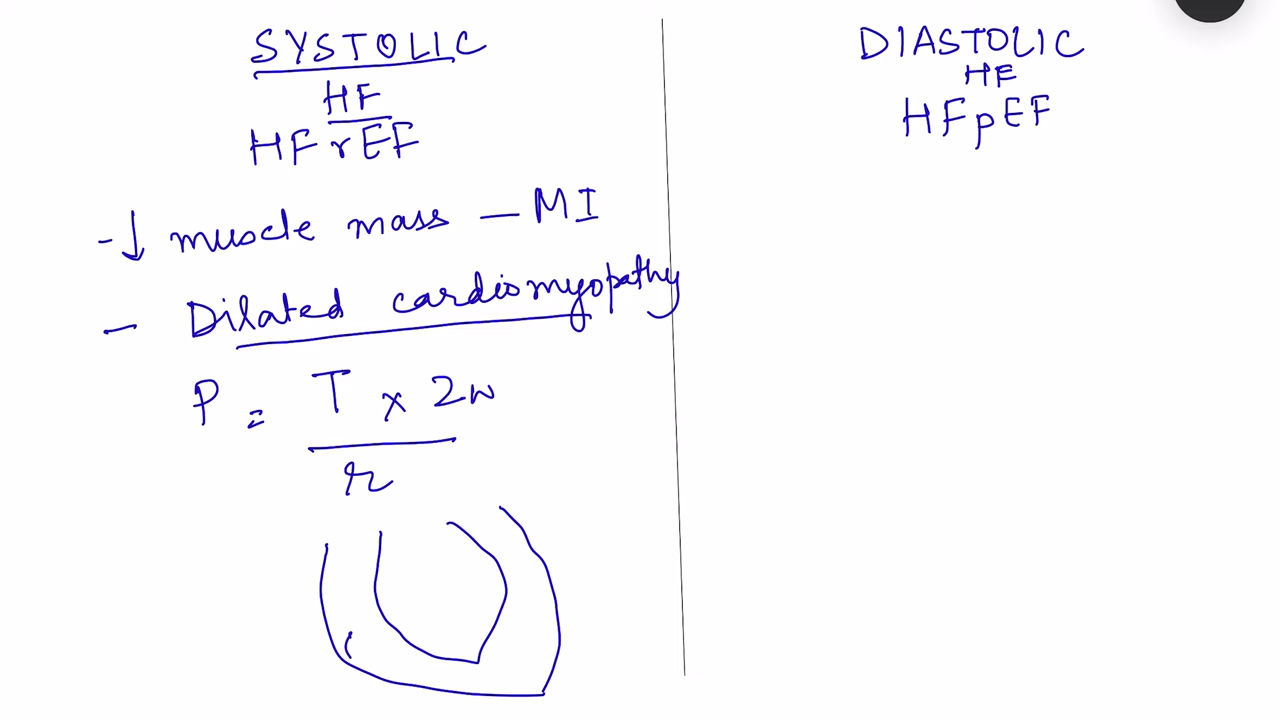 SYSTOLIC
HF
HFrEF
- ↓ muscle mass — MI
— Dilated cardiomyopathy
P = T x 2w
r
DIASTOLIC
HF
HFpEF